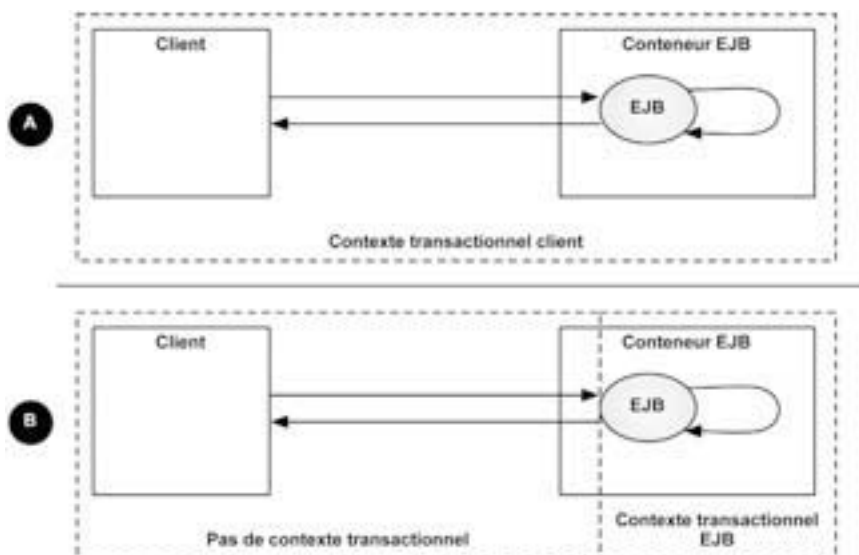 Client
Conteneur EJB
EJB
A
Contexte transactionnel client
Client
Conteneur EJB
EJB
B
Pas de contexte transactionnel
Contexte transactionnel
EJB